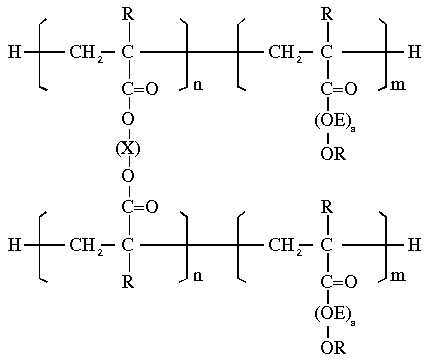 R R
H CH₂ C CH₂ C H
n m
C=O C=O
O (OE)ₐ
(X) OR
O
C=O R
H CH₂ C CH₂ C H
n m
R C=O
(OE)ₐ
OR